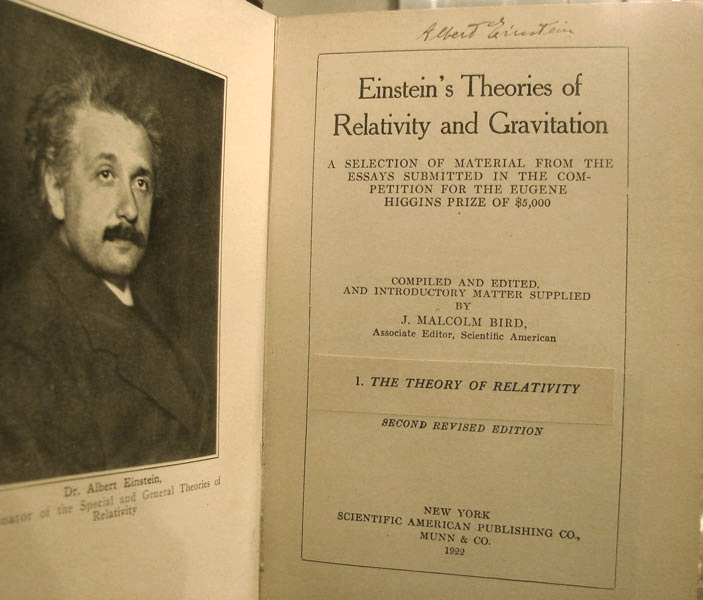 Dr. Albert Einstein,
of the Special and General Theories of
Relativity
Albert Einstein
Einstein's Theories of
Relativity and Gravitation
A SELECTION OF MATERIAL FROM THE
ESSAYS SUBMITTED IN THE COM-
PETITION FOR THE EUGENE
HIGGINS PRIZE OF $5,000
COMPILED AND EDITED,
AND INTRODUCTORY MATTER SUPPLIED
BY
J. MALCOLM BIRD,
Associate Editor, Scientific American
1. THE THEORY OF RELATIVITY
SECOND REVISED EDITION
NEW YORK
SCIENTIFIC AMERICAN PUBLISHING CO.,
MUNN & CO.
1922